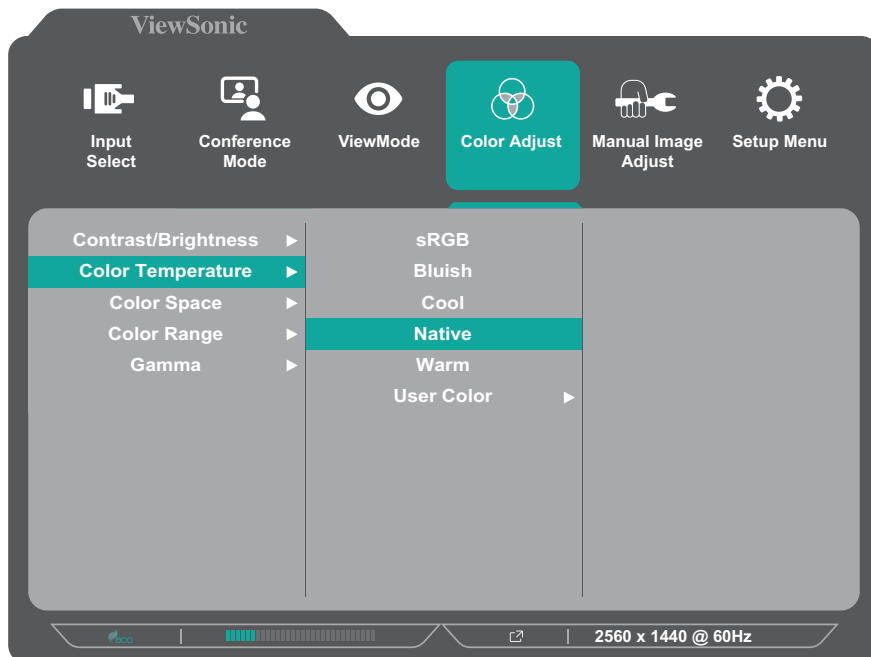 ViewSonic
Input
Select
Conference
Mode
ViewMode
Color Adjust
Manual Image
Adjust
Setup Menu
Contrast/Brightness
Color Temperature
Color Space
Color Range
Gamma
sRGB
Bluish
Cool
Native
Warm
User Color
eco
2560 x 1440 @ 60Hz